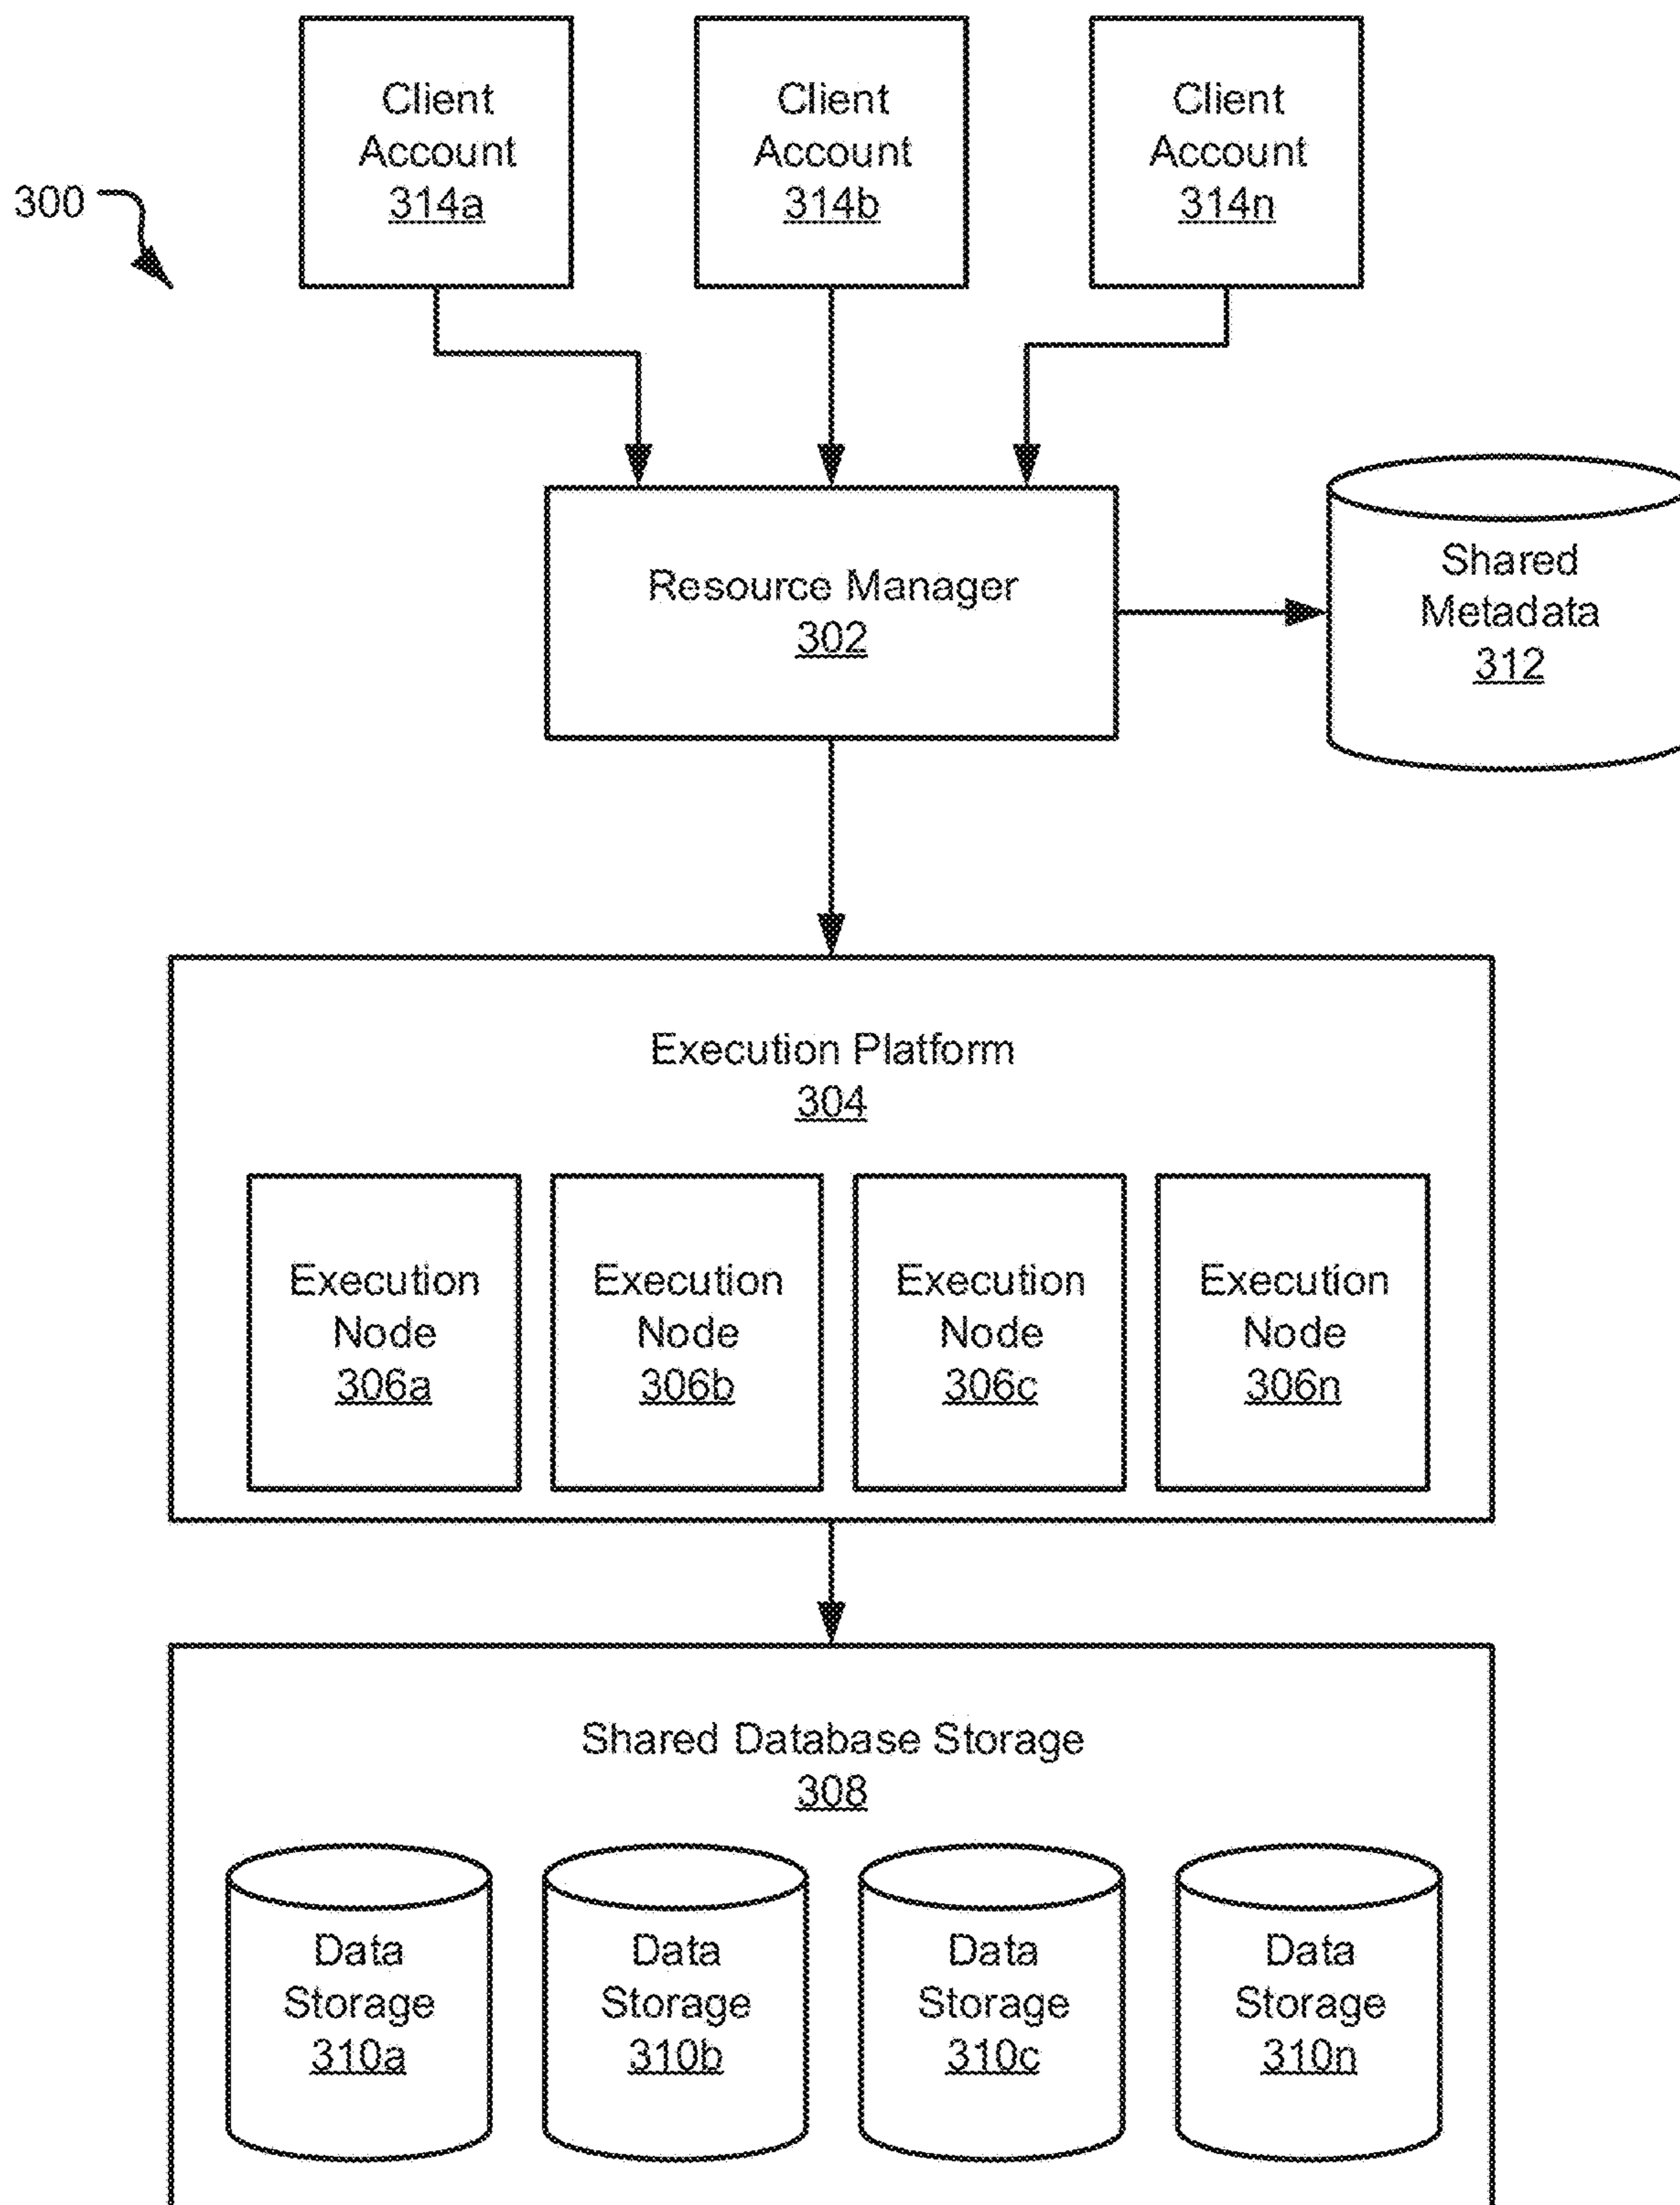 Client
Account
314a
Client
Account
314b
Client
Account
314n
300
Resource Manager
302
Shared
Metadata
312
Execution Platform
304
Execution
Node
306a
Execution
Node
306b
Execution
Node
306c
Execution
Node
306n
Shared Database Storage
308
Data
Storage
310a
Data
Storage
310b
Data
Storage
310c
Data
Storage
310n